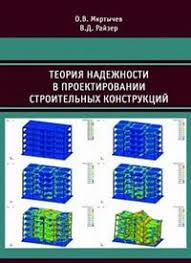 О.В. Мкртычев
В.Д. Райзер
ТЕОРИЯ НАДЕЖНОСТИ
В ПРОЕКТИРОВАНИИ
СТРОИТЕЛЬНЫХ КОНСТРУКЦИЙ